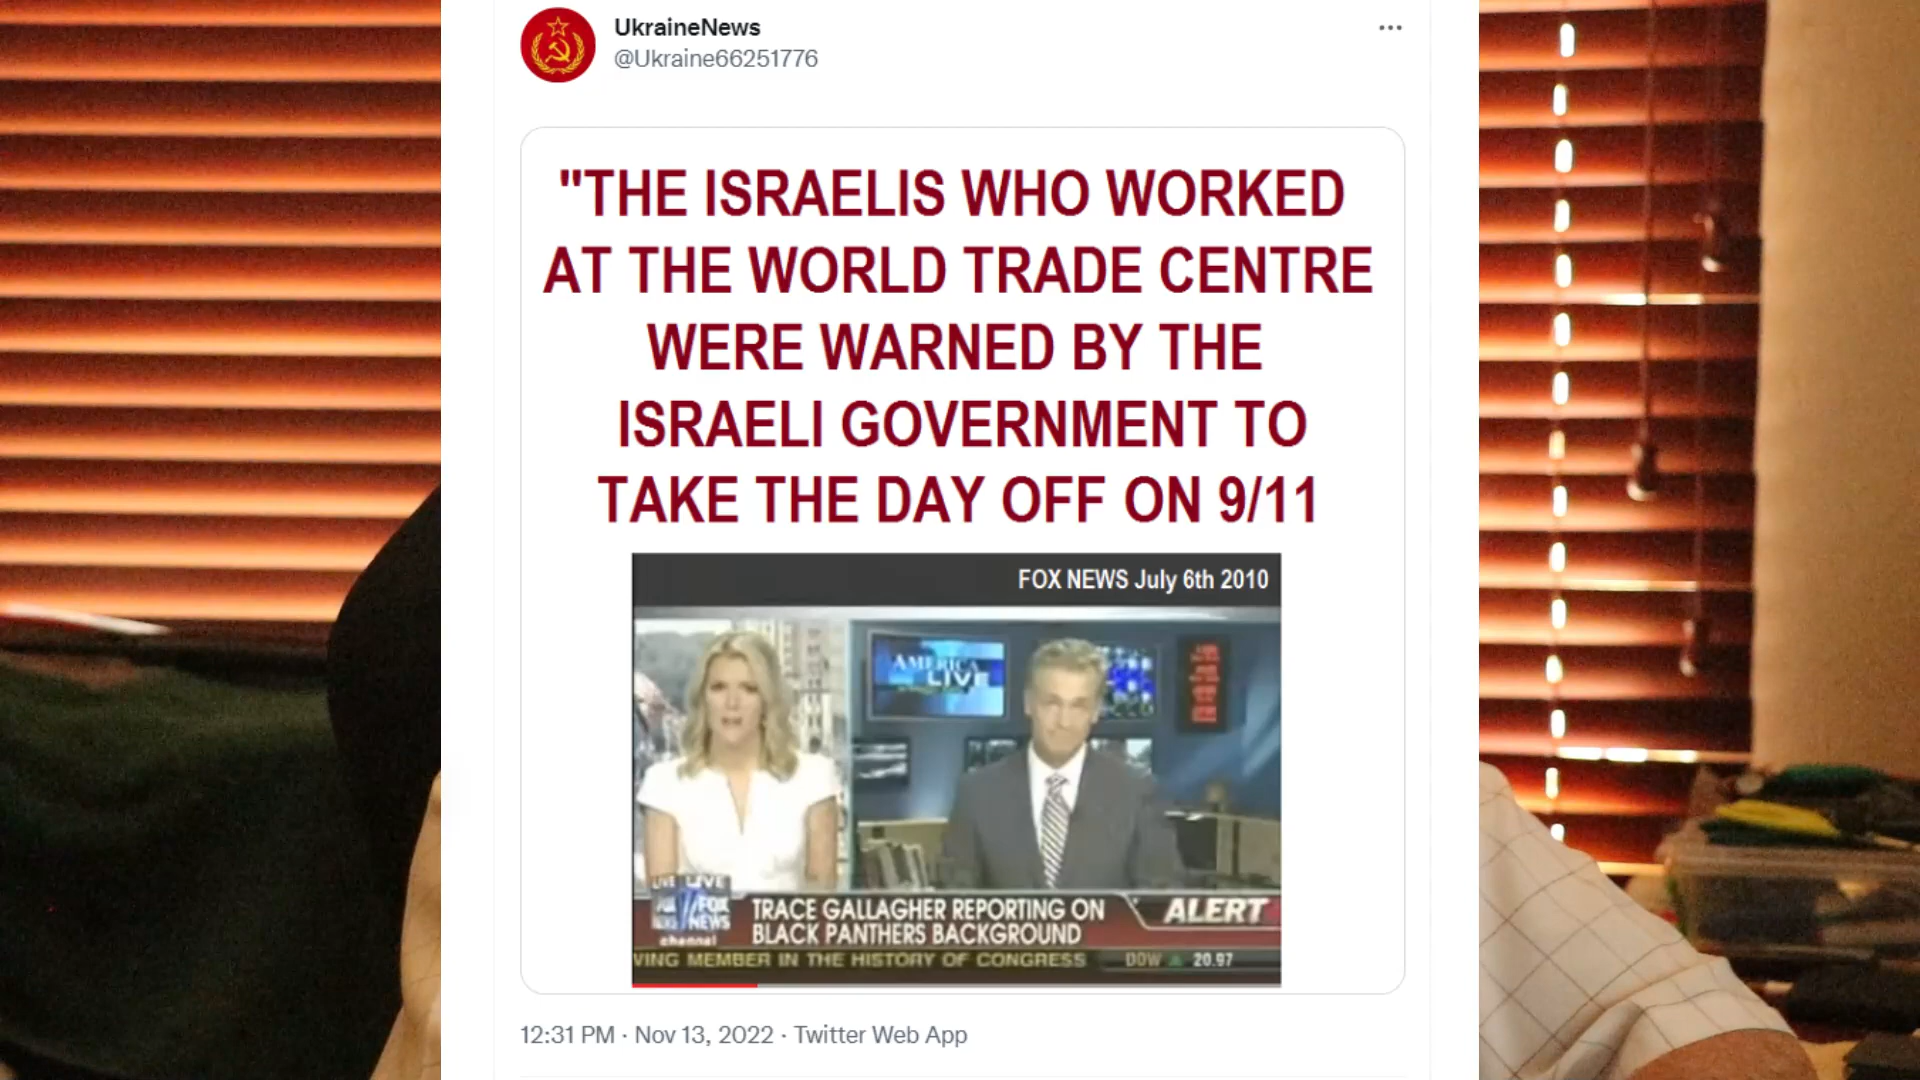 UkraineNews
@Ukraine66251776
"THE ISRAELIS WHO WORKED
AT THE WORLD TRADE CENTRE
WERE WARNED BY THE
ISRAELI GOVERNMENT TO
TAKE THE DAY OFF ON 9/11
FOX NEWS July 6th 2010
AMERICA
LIVE
LIVE
FOX
NEWS
channel
TRACE GALLAGHER REPORTING ON
BLACK PANTHERS BACKGROUND
ALERT
VING MEMBER IN THE HISTORY OF CONGRESS
DOW 20.97
12:31 PM · Nov 13, 2022 · Twitter Web App